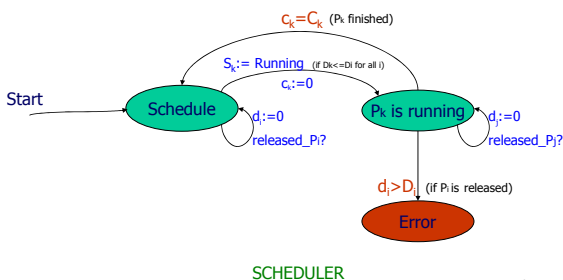 cₖ=Cₖ (Pₖ finished)
Sₖ:= Running (if Dk<=Di for all i)
cₖ:=0
Start
Schedule
dᵢ:=0
released_Pi?
Pk is running
dⱼ:=0
released_Pj?
dᵢ>Dᵢ (if Pi is released)
Error
SCHEDULER